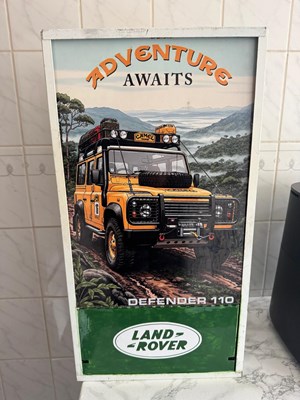 ADVENTURE
AWAITS
DEFENDER 110
LAND-
-ROVER